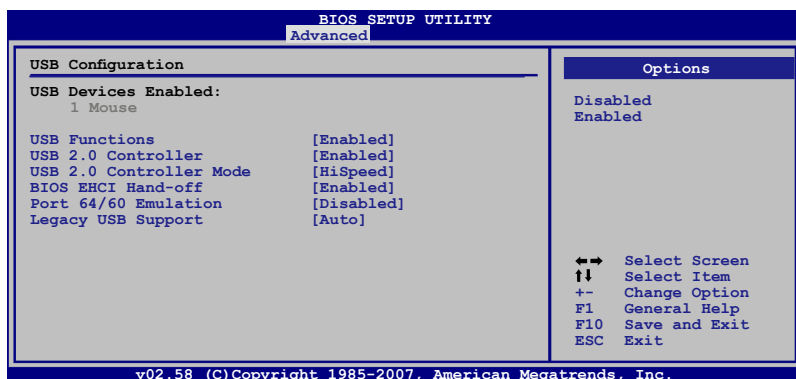 BIOS SETUP UTILITY
Advanced
USB Configuration
USB Devices Enabled:
1 Mouse
USB Functions [Enabled]
USB 2.0 Controller [Enabled]
USB 2.0 Controller Mode [HiSpeed]
BIOS EHCI Hand-off [Enabled]
Port 64/60 Emulation [Disabled]
Legacy USB Support [Auto]
Options
Disabled
Enabled
←→ Select Screen
↑↓ Select Item
+- Change Option
F1 General Help
F10 Save and Exit
ESC Exit
v02.58 (C)Copyright 1985-2007, American Megatrends, Inc.